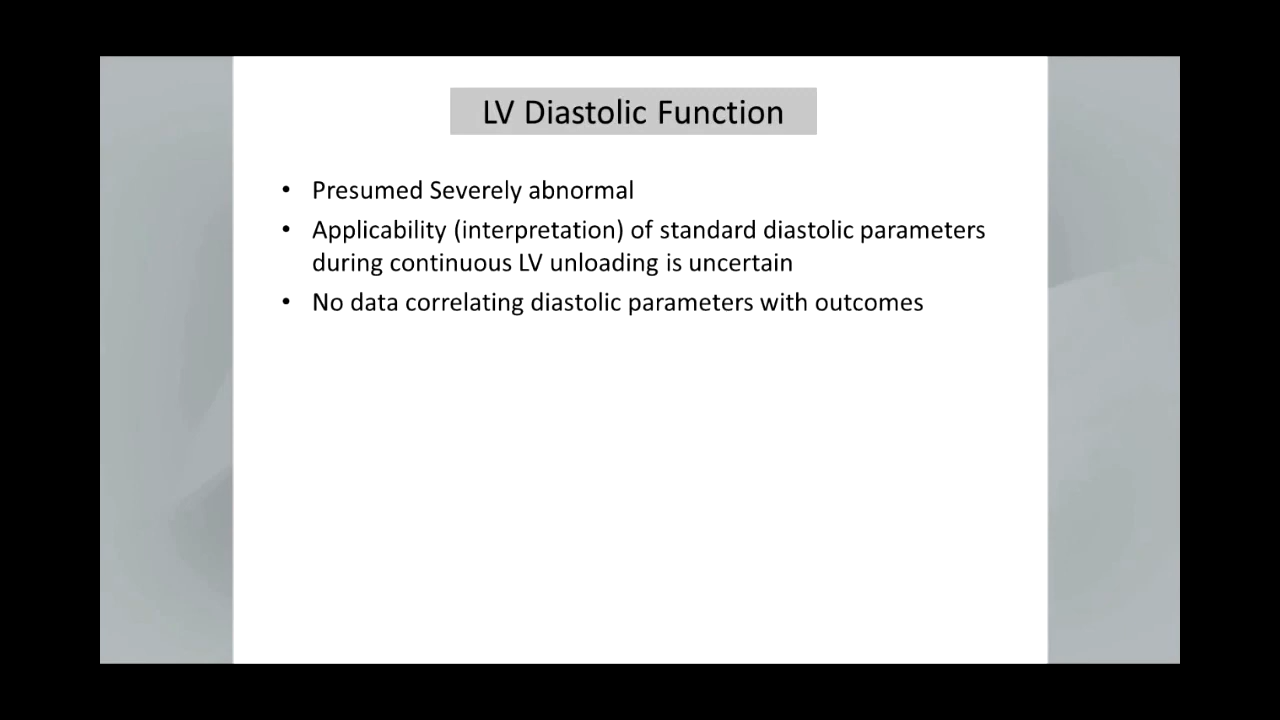 LV Diastolic Function
• Presumed Severely abnormal
• Applicability (interpretation) of standard diastolic parameters
during continuous LV unloading is uncertain
• No data correlating diastolic parameters with outcomes